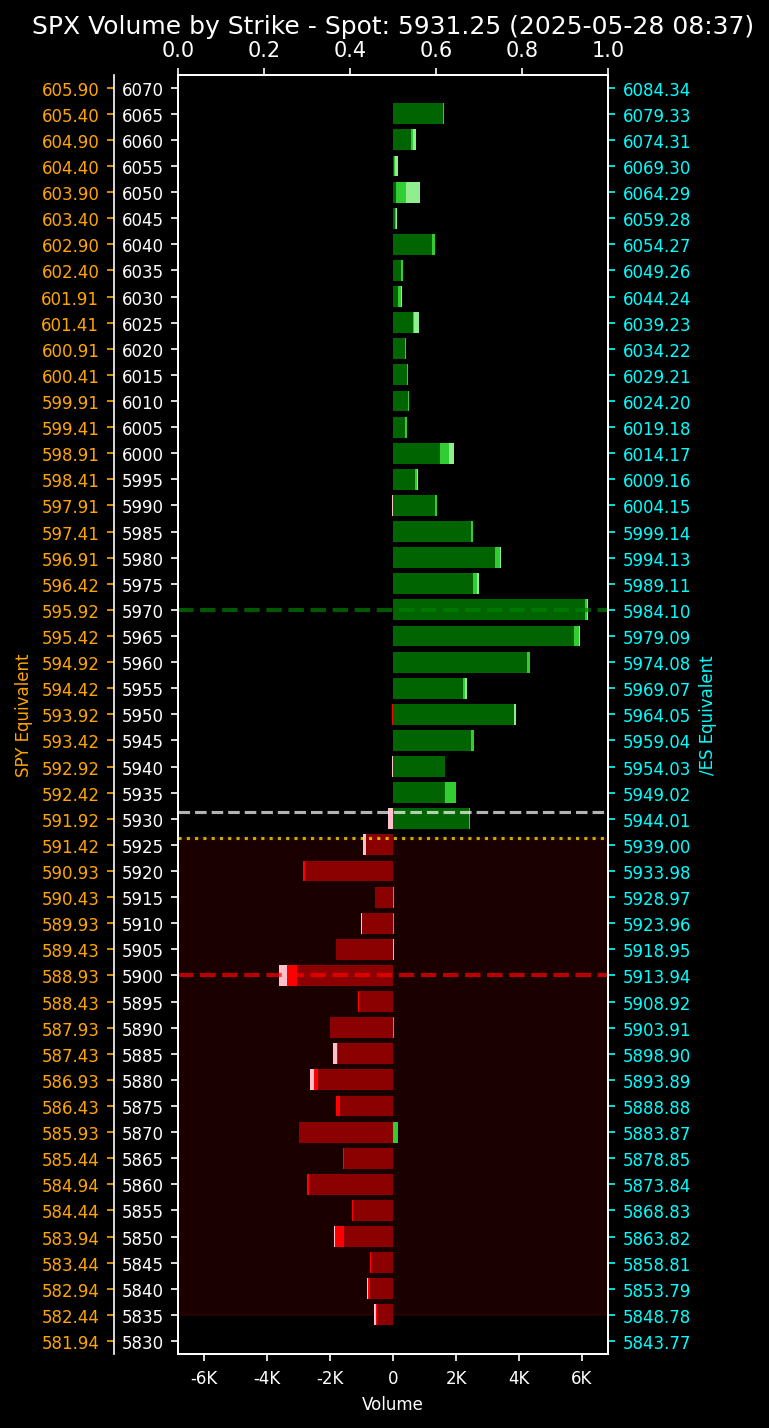 SPX Volume by Strike - Spot: 5931.25 (2025-05-28 08:37)
0.0 0.2 0.4 0.6 0.8 1.0
605.90 6070 6084.34
605.40 6065 6079.33
604.90 6060 6074.31
604.40 6055 6069.30
603.90 6050 6064.29
603.40 6045 6059.28
602.90 6040 6054.27
602.40 6035 6049.26
601.91 6030 6044.24
601.41 6025 6039.23
600.91 6020 6034.22
600.41 6015 6029.21
599.91 6010 6024.20
599.41 6005 6019.18
598.91 6000 6014.17
598.41 5995 6009.16
597.91 5990 6004.15
597.41 5985 5999.14
596.91 5980 5994.13
596.42 5975 5989.11
595.92 5970 5984.10
595.42 5965 5979.09
594.92 5960 5974.08
594.42 5955 5969.07
593.92 5950 5964.05
593.42 5945 5959.04
592.92 5940 5954.03
592.42 5935 5949.02
591.92 5930 5944.01
591.42 5925 5939.00
590.93 5920 5933.98
590.43 5915 5928.97
589.93 5910 5923.96
589.43 5905 5918.95
588.93 5900 5913.94
588.43 5895 5908.92
587.93 5890 5903.91
587.43 5885 5898.90
586.93 5880 5893.89
586.43 5875 5888.88
585.93 5870 5883.87
585.44 5865 5878.85
584.94 5860 5873.84
584.44 5855 5868.83
583.94 5850 5863.82
583.44 5845 5858.81
582.94 5840 5853.79
582.44 5835 5848.78
581.94 5830 5843.77
SPY Equivalent
/ES Equivalent
-6K -4K -2K 0 2K 4K 6K
Volume